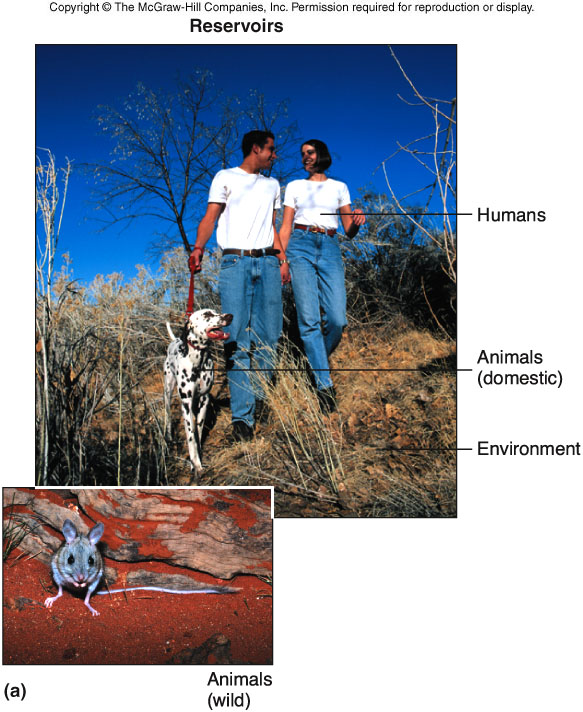 Copyright © The McGraw-Hill Companies, Inc. Permission required for reproduction or display.
Reservoirs
Humans
Animals
(domestic)
Environment
(a)
Animals
(wild)